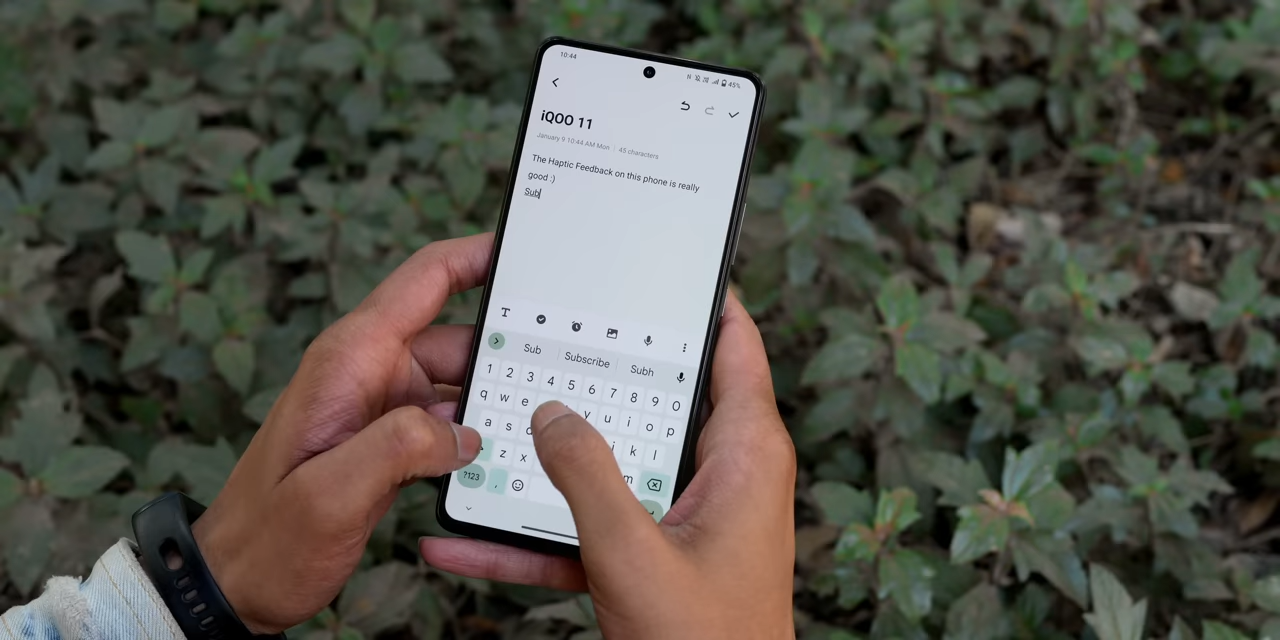 10:44
45%
iQOO 11
January 9 10:44 AM Mon | 45 characters
The Haptic Feedback on this phone is really
good :)
Sub
T
Sub Subscribe Subh
1 2 3 4 5 6 7 8 9 0
q w e y u i o p
a s d k l
z x m
?123 ,